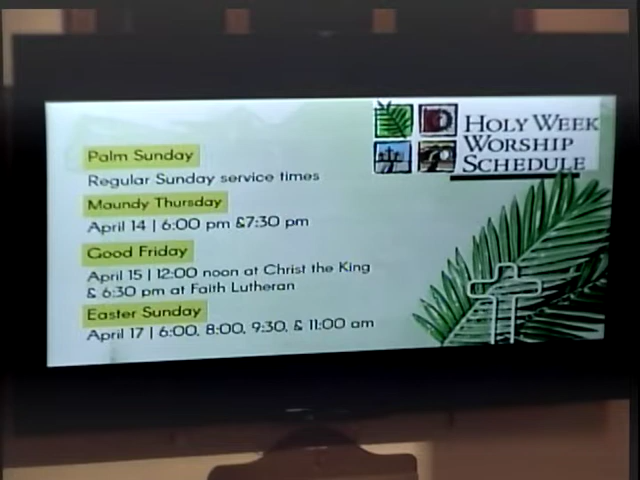 Holy Week
Worship
Schedule
Palm Sunday
Regular Sunday service times
Maundy Thursday
April 14 | 6:00 pm &7:30 pm
Good Friday
April 15 | 12:00 noon at Christ the King
& 6:30 pm at Faith Lutheran
Easter Sunday
April 17 | 6:00, 8:00, 9:30, & 11:00 am